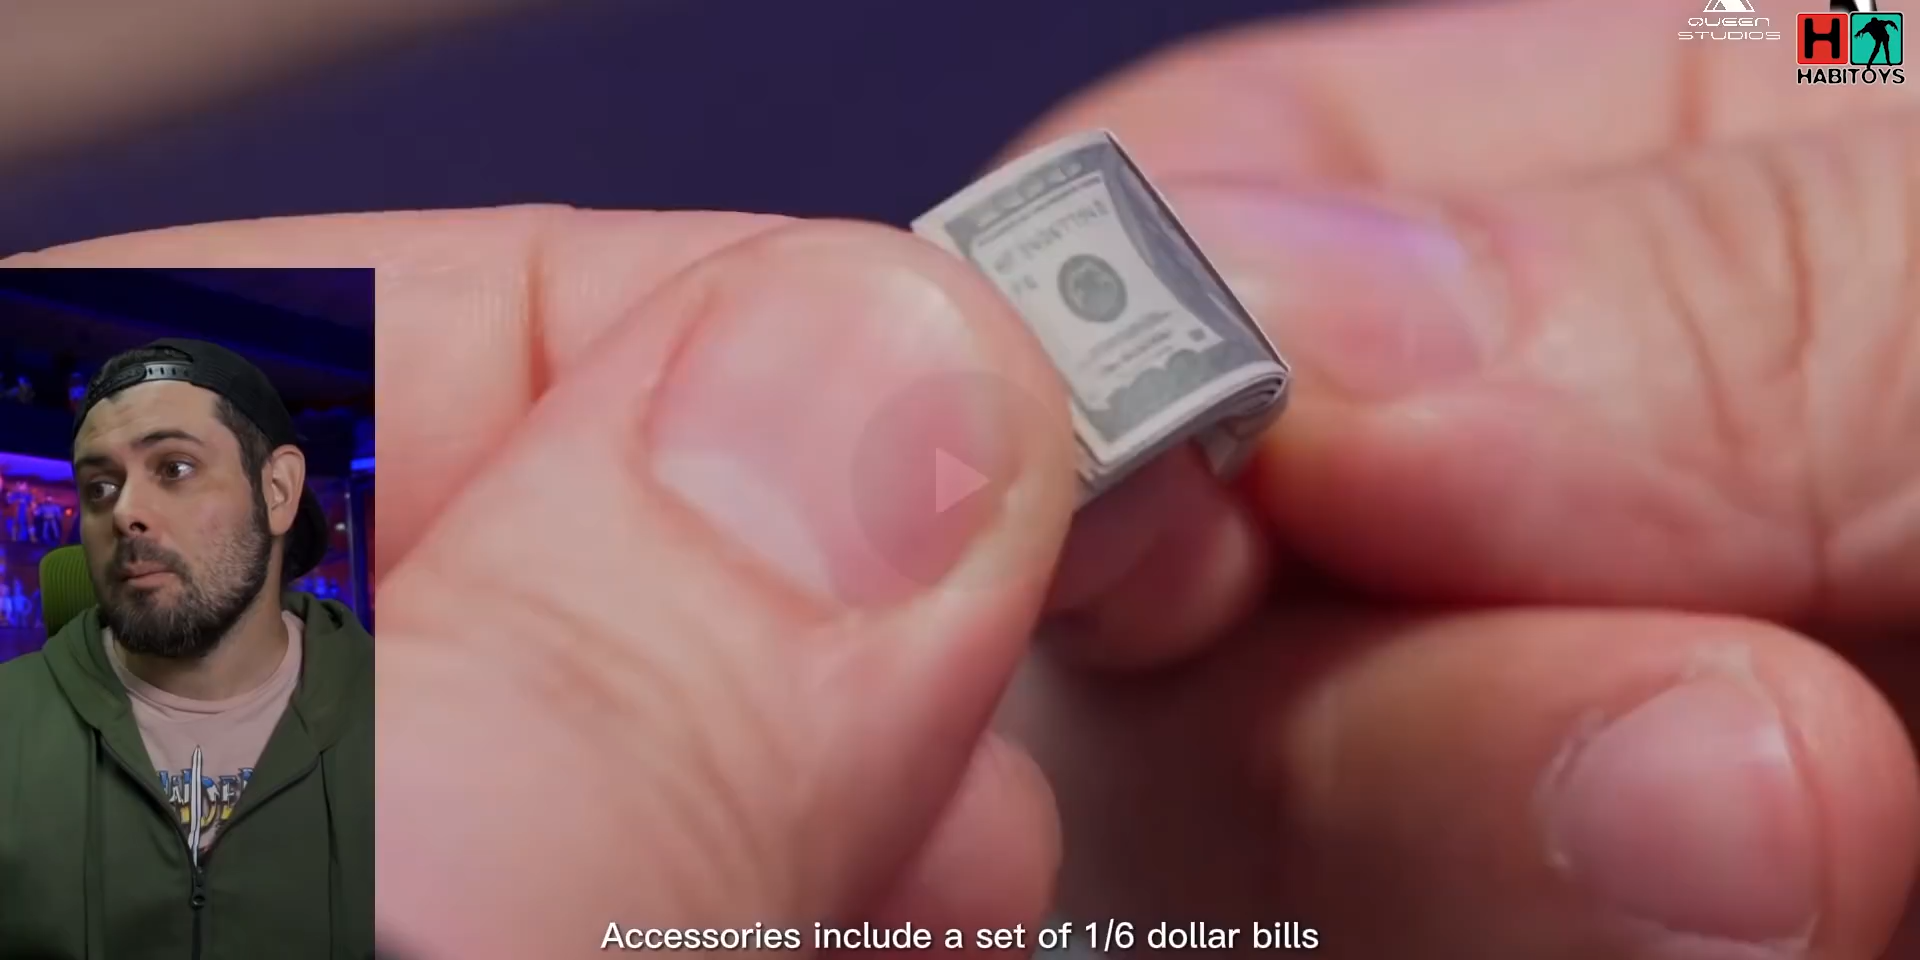 QUEEN
STUDIOS
H
HABITOYS
Accessories include a set of 1/6 dollar bills